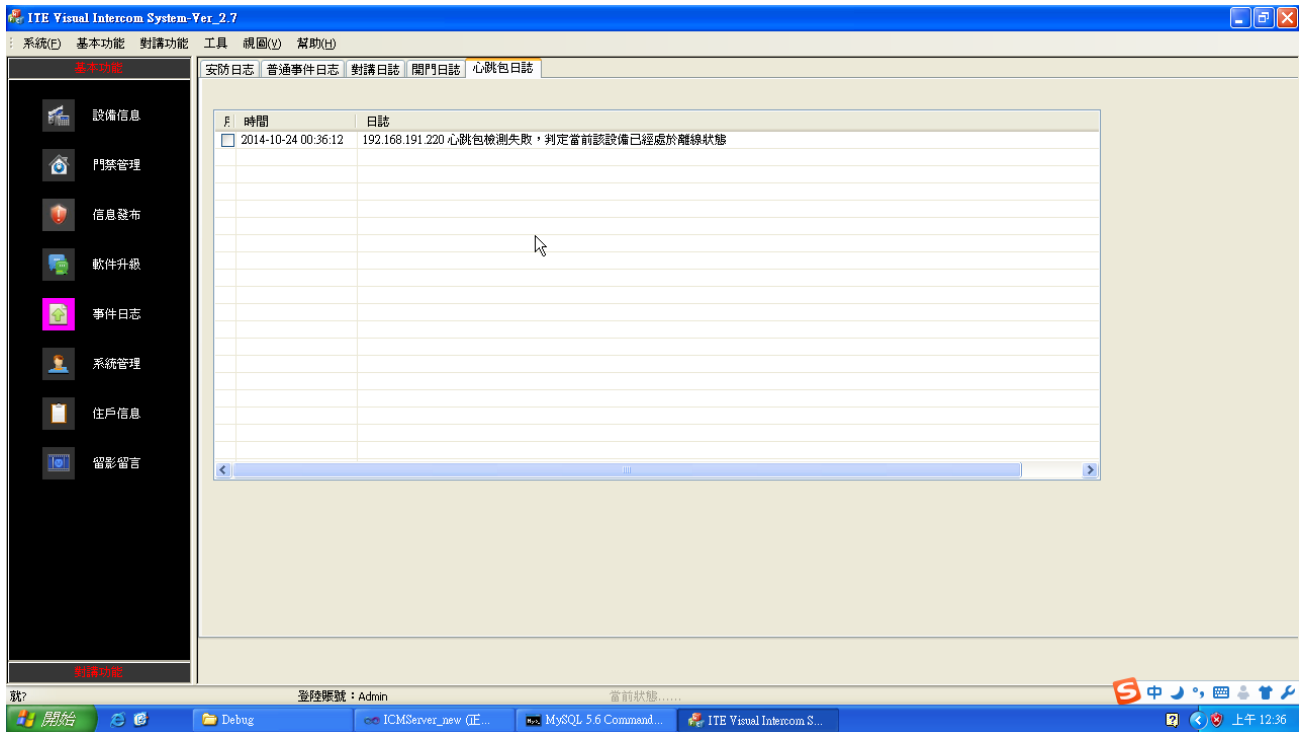 ITE Visual Intercom System-Ver_2.7
系統(F) 基本功能 對講功能 工具 視圖(V) 幫助(H)
基本功能
安防日志 普通事件日志 對講日誌 開門日誌 心跳包日誌
設備信息
門禁管理
信息發布
軟件升級
事件日志
系統管理
住戶信息
留影留言
時間 日誌
2014-10-24 00:36:12 192.168.191.220 心跳包檢測失敗，判定當前該設備已經處於離線狀態
對講功能
就? 登陸賬號：Admin 當前狀態......
中
開始 Debug ICMServer_new (正... MySQL 5.6 Command... ITE Visual Intercom S... 上午 12:36